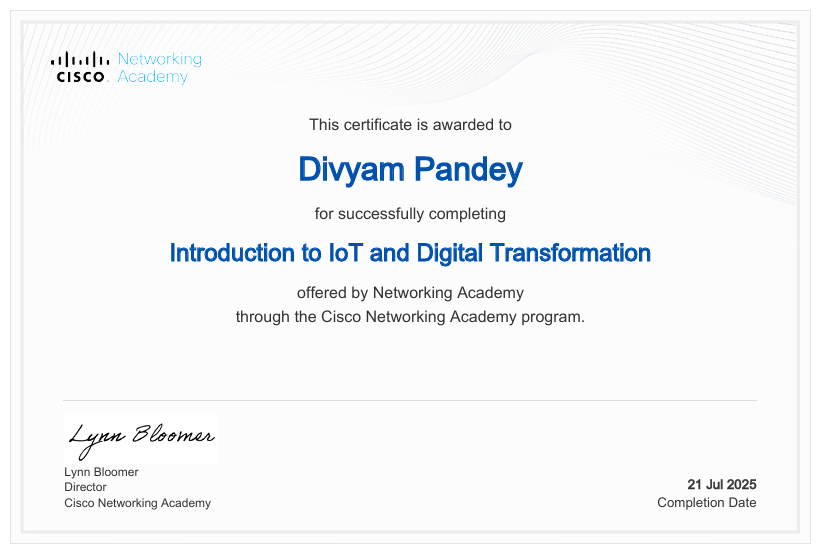 Networking
CISCO Academy
This certificate is awarded to
Divyam Pandey
for successfully completing
Introduction to IoT and Digital Transformation
offered by Networking Academy
through the Cisco Networking Academy program.
Lynn Bloomer
Lynn Bloomer
Director
Cisco Networking Academy
21 Jul 2025
Completion Date